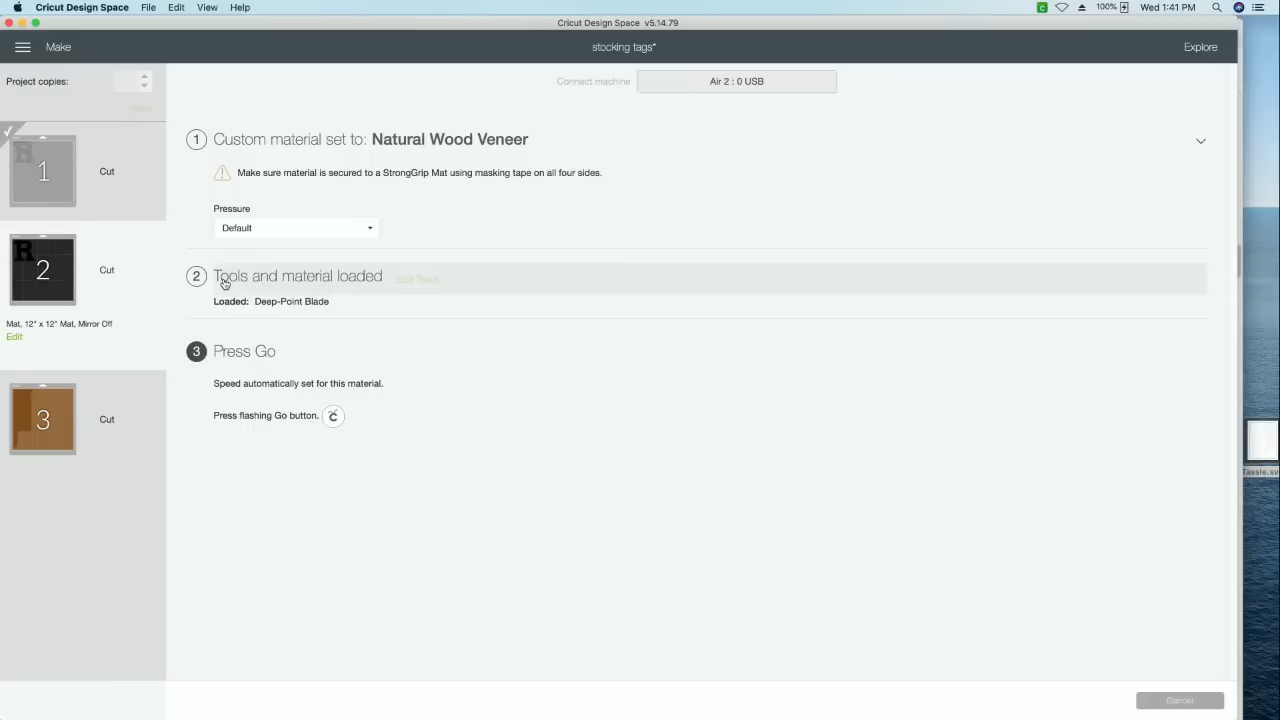 Cricut Design Space File Edit View Help 100% Wed 1:41 PM
Cricut Design Space v5.14.79
Make stocking tags* Explore
Project copies:
Connect machine Air 2 : 0 USB
1 Custom material set to: Natural Wood Veneer
Make sure material is secured to a StrongGrip Mat using masking tape on all four sides.
R
1 Cut
Pressure
Default
R
2 Cut
2 Tools and material loaded Edit Tools
Loaded: Deep-Point Blade
Mat, 12" x 12" Mat, Mirror Off
Edit
3 Press Go
Speed automatically set for this material.
Press flashing Go button.
3 Cut
Tassle.sv